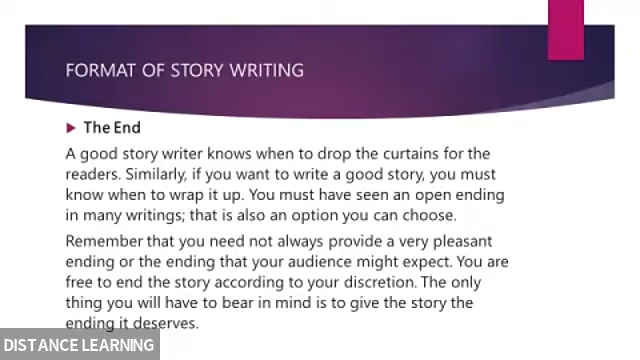 FORMAT OF STORY WRITING
The End
A good story writer knows when to drop the curtains for the
readers. Similarly, if you want to write a good story, you must
know when to wrap it up. You must have seen an open ending
in many writings; that is also an option you can choose.
Remember that you need not always provide a very pleasant
ending or the ending that your audience might expect. You are
free to end the story according to your discretion. The only
thing you will have to bear in mind is to give the story the
ending it deserves.
DISTANCE LEARNING